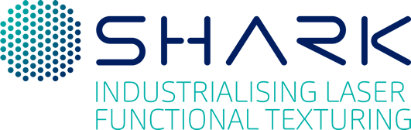 SHARK
INDUSTRIALISING LASER
FUNCTIONAL TEXTURING